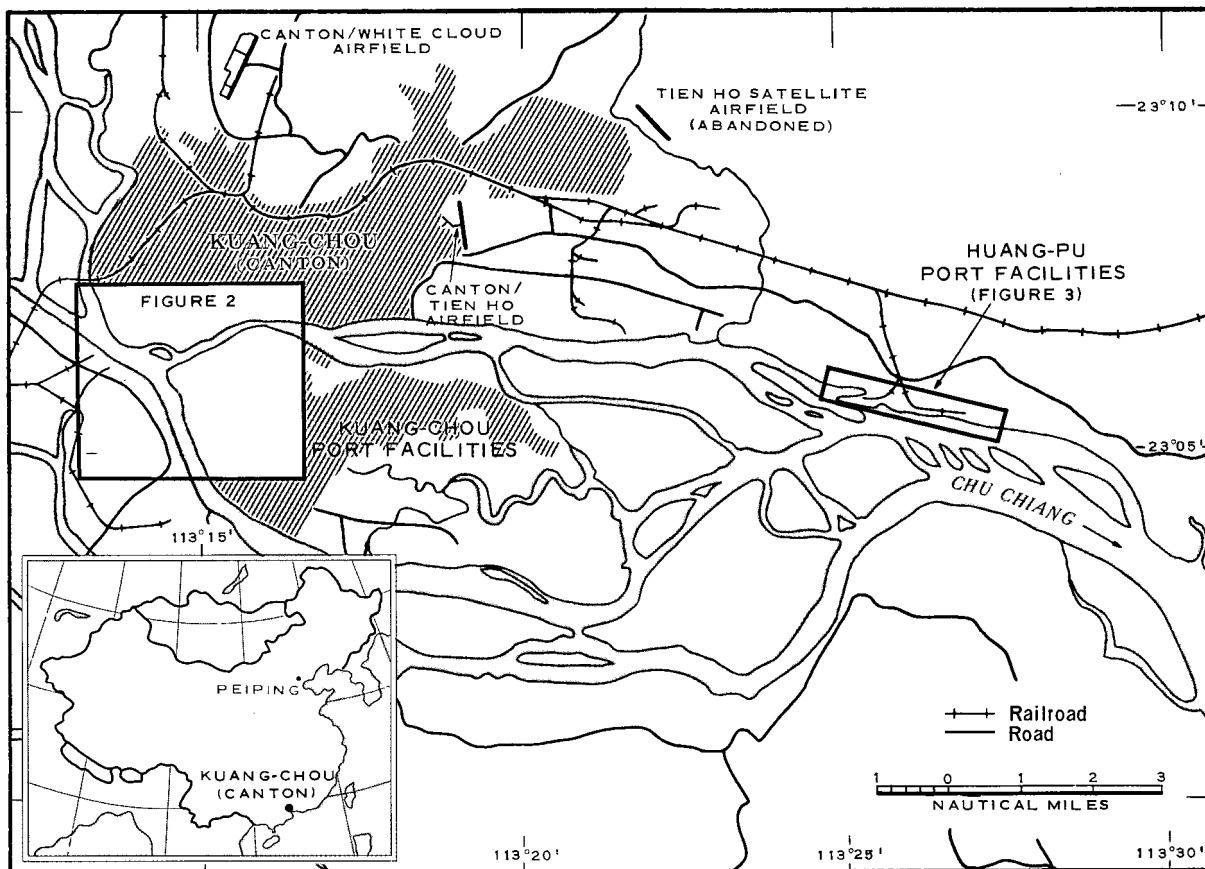 CANTON/WHITE CLOUD
AIRFIELD
TIEN HO SATELLITE
AIRFIELD
(ABANDONED)
23°10'
KUANG-CHOU
(CANTON)
HUANG-PU
PORT FACILITIES
(FIGURE 3)
FIGURE 2
CANTON/
TIEN HO
AIRFIELD
KUANG-CHOU
PORT FACILITIES
23°05'
CHU CHIANG
113°15'
PEIPING
KUANG-CHOU
(CANTON)
Railroad
Road
1 0 1 2 3
NAUTICAL MILES
113°20'
113°25'
113°30'